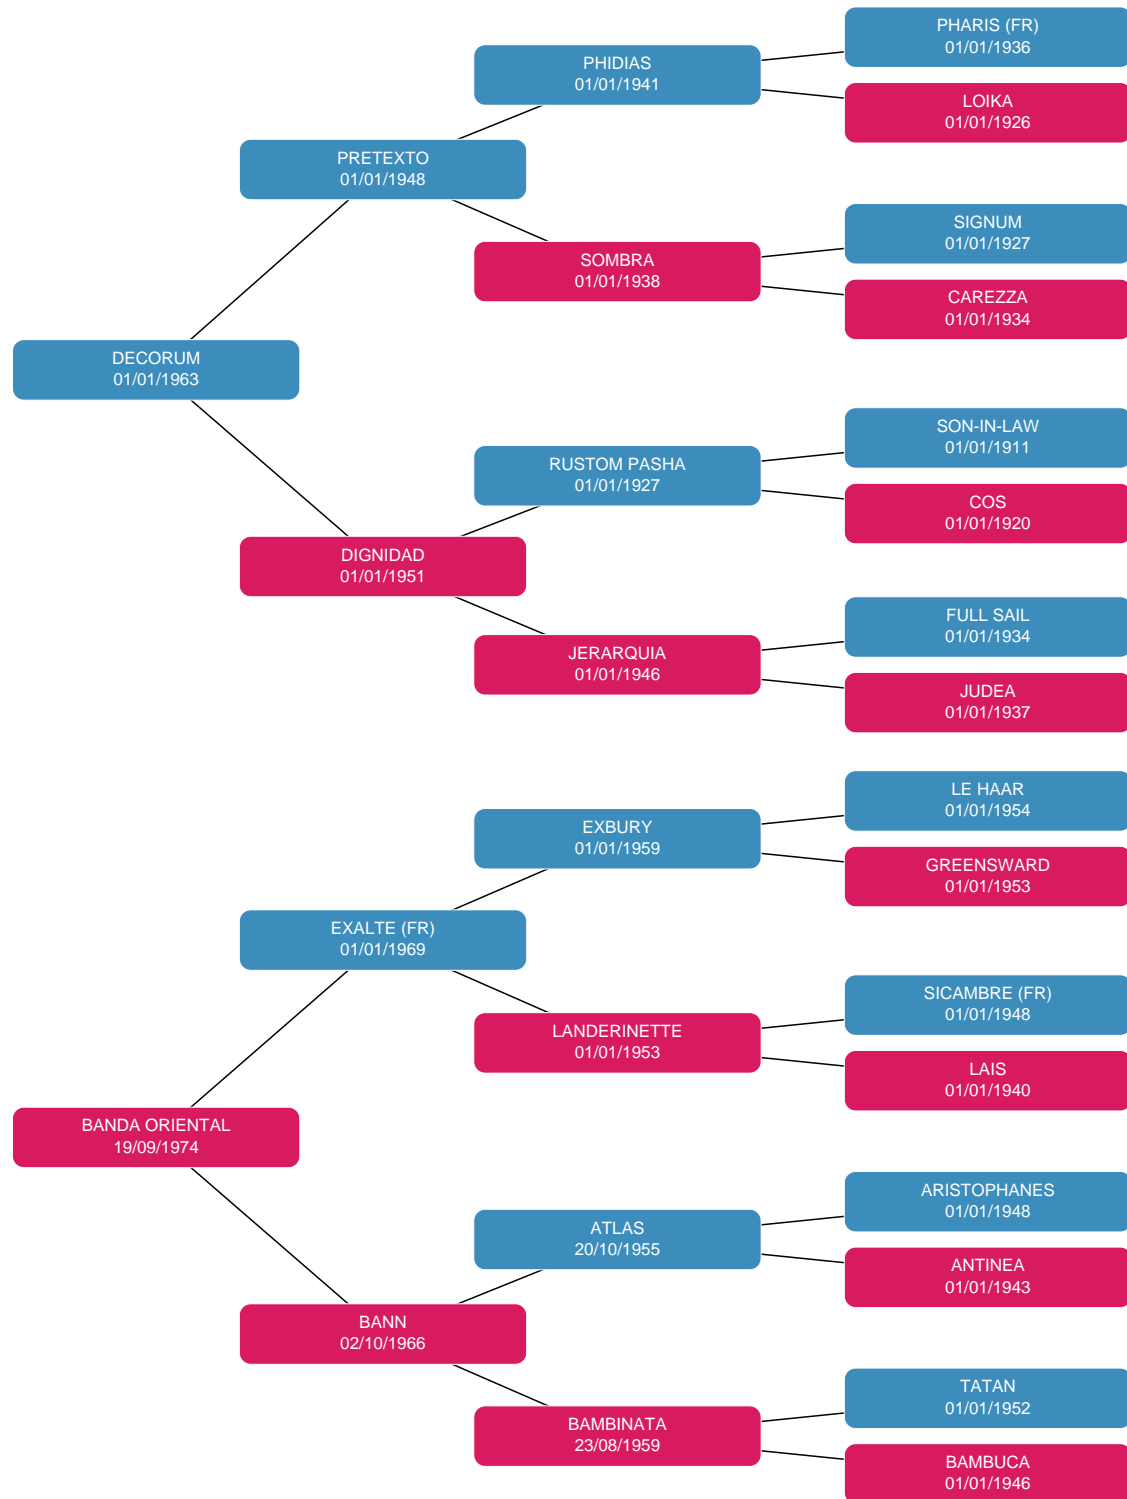 PHARIS (FR)
01/01/1936
PHIDIAS
01/01/1941
LOIKA
01/01/1926
PRETEXTO
01/01/1948
SIGNUM
01/01/1927
SOMBRA
01/01/1938
CAREZZA
01/01/1934
DECORUM
01/01/1963
SON-IN-LAW
01/01/1911
RUSTOM PASHA
01/01/1927
COS
01/01/1920
DIGNIDAD
01/01/1951
FULL SAIL
01/01/1934
JERARQUIA
01/01/1946
JUDEA
01/01/1937
LE HAAR
01/01/1954
EXBURY
01/01/1959
GREENSWARD
01/01/1953
EXALTE (FR)
01/01/1969
SICAMBRE (FR)
01/01/1948
LANDERINETTE
01/01/1953
LAIS
01/01/1940
BANDA ORIENTAL
19/09/1974
ARISTOPHANES
01/01/1948
ATLAS
20/10/1955
ANTINEA
01/01/1943
BANN
02/10/1966
TATAN
01/01/1952
BAMBINATA
23/08/1959
BAMBUCA
01/01/1946